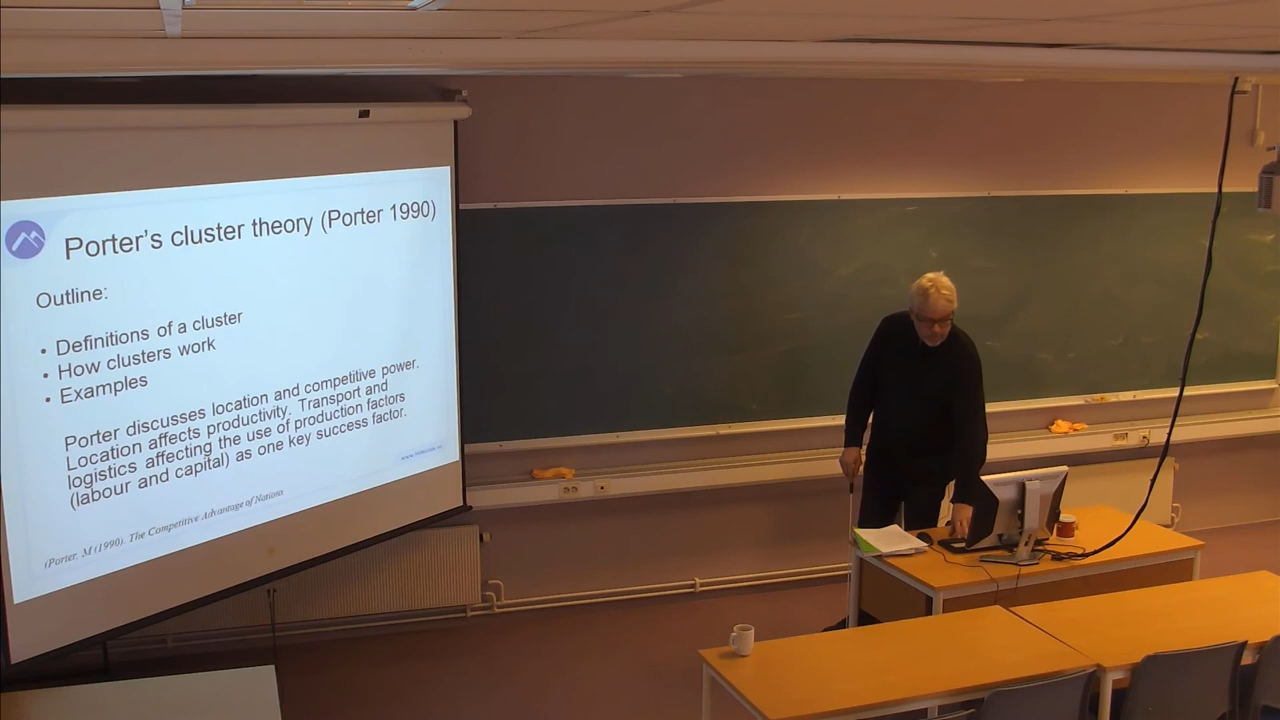 Porter's cluster theory (Porter 1990)
Outline:
• Definitions of a cluster
• How clusters work
• Examples
Porter discusses location and competitive power.
Location affects productivity. Transport and
logistics affecting the use of production factors
(labour and capital) as one key success factor.
(Porter, M (1990). The Competitive Advantage of Nations